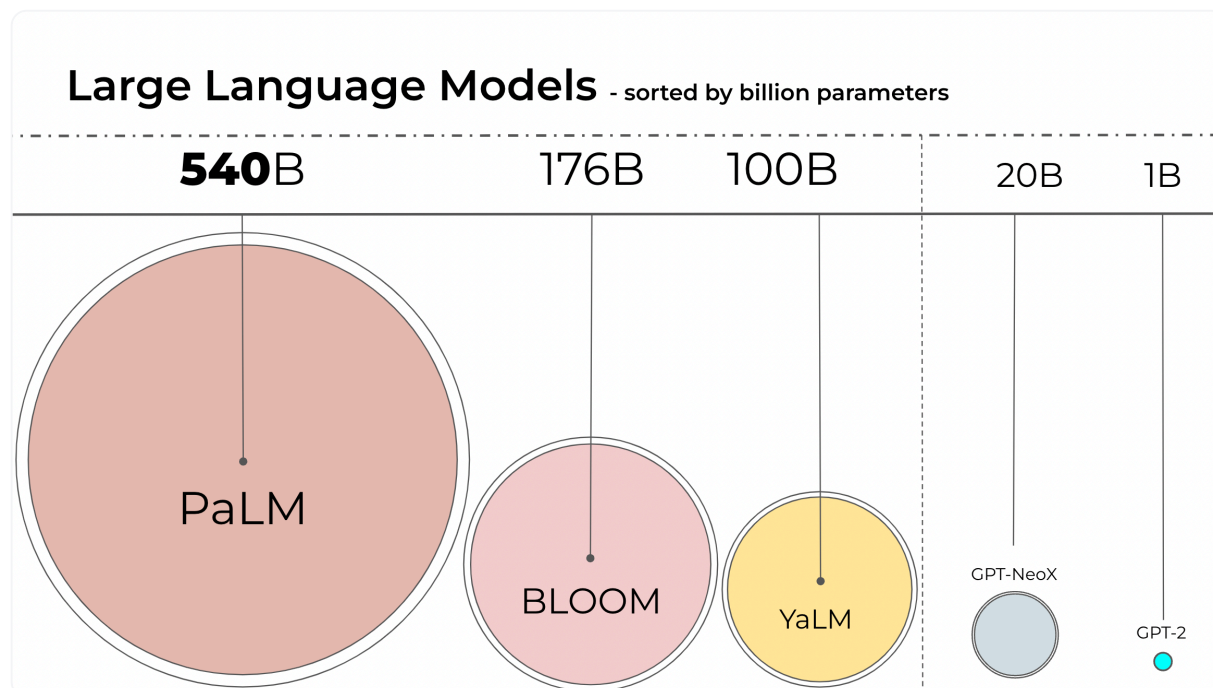 Large Language Models - sorted by billion parameters
540B 176B 100B 20B 1B
PaLM
BLOOM
YaLM
GPT-NeoX
GPT-2